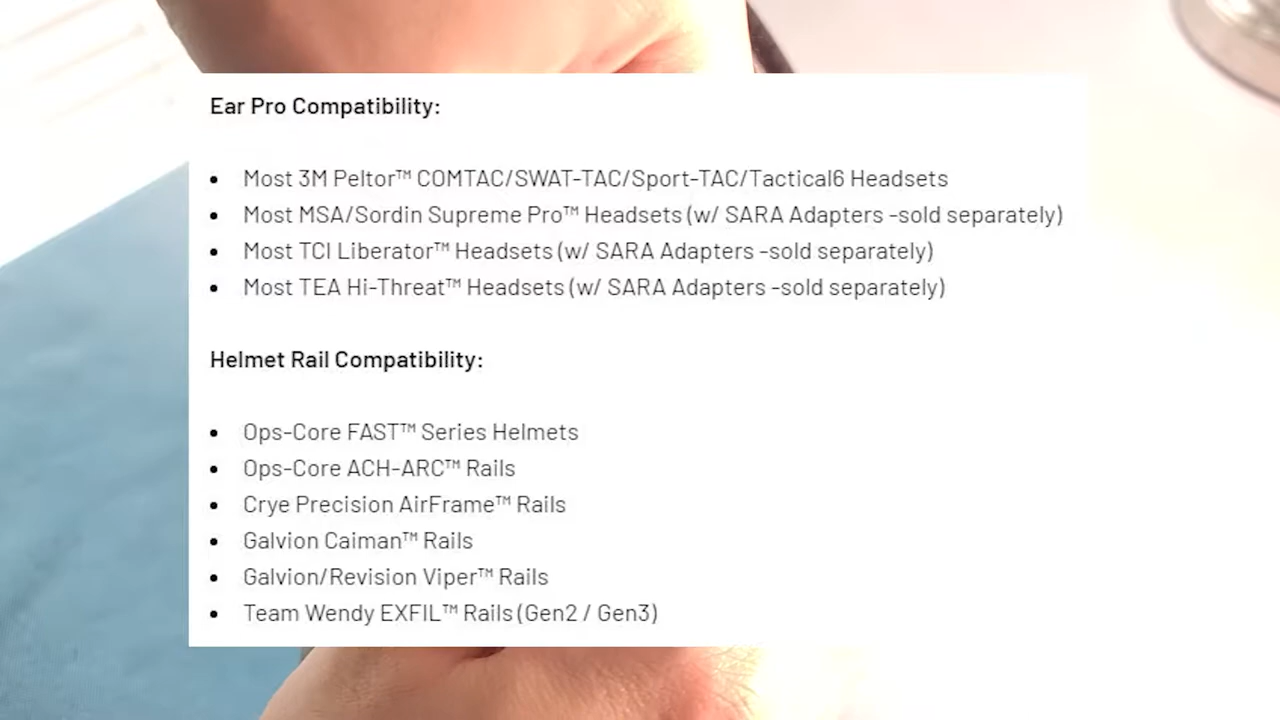 Ear Pro Compatibility:
• Most 3M Peltor™ COMTAC/SWAT-TAC/Sport-TAC/Tactical6 Headsets
• Most MSA/Sordin Supreme Pro™ Headsets (w/ SARA Adapters -sold separately)
• Most TCI Liberator™ Headsets (w/ SARA Adapters -sold separately)
• Most TEA Hi-Threat™ Headsets (w/ SARA Adapters -sold separately)
Helmet Rail Compatibility:
• Ops-Core FAST™ Series Helmets
• Ops-Core ACH-ARC™ Rails
• Crye Precision AirFrame™ Rails
• Galvion Caiman™ Rails
• Galvion/Revision Viper™ Rails
• Team Wendy EXFIL™ Rails (Gen2 / Gen3)